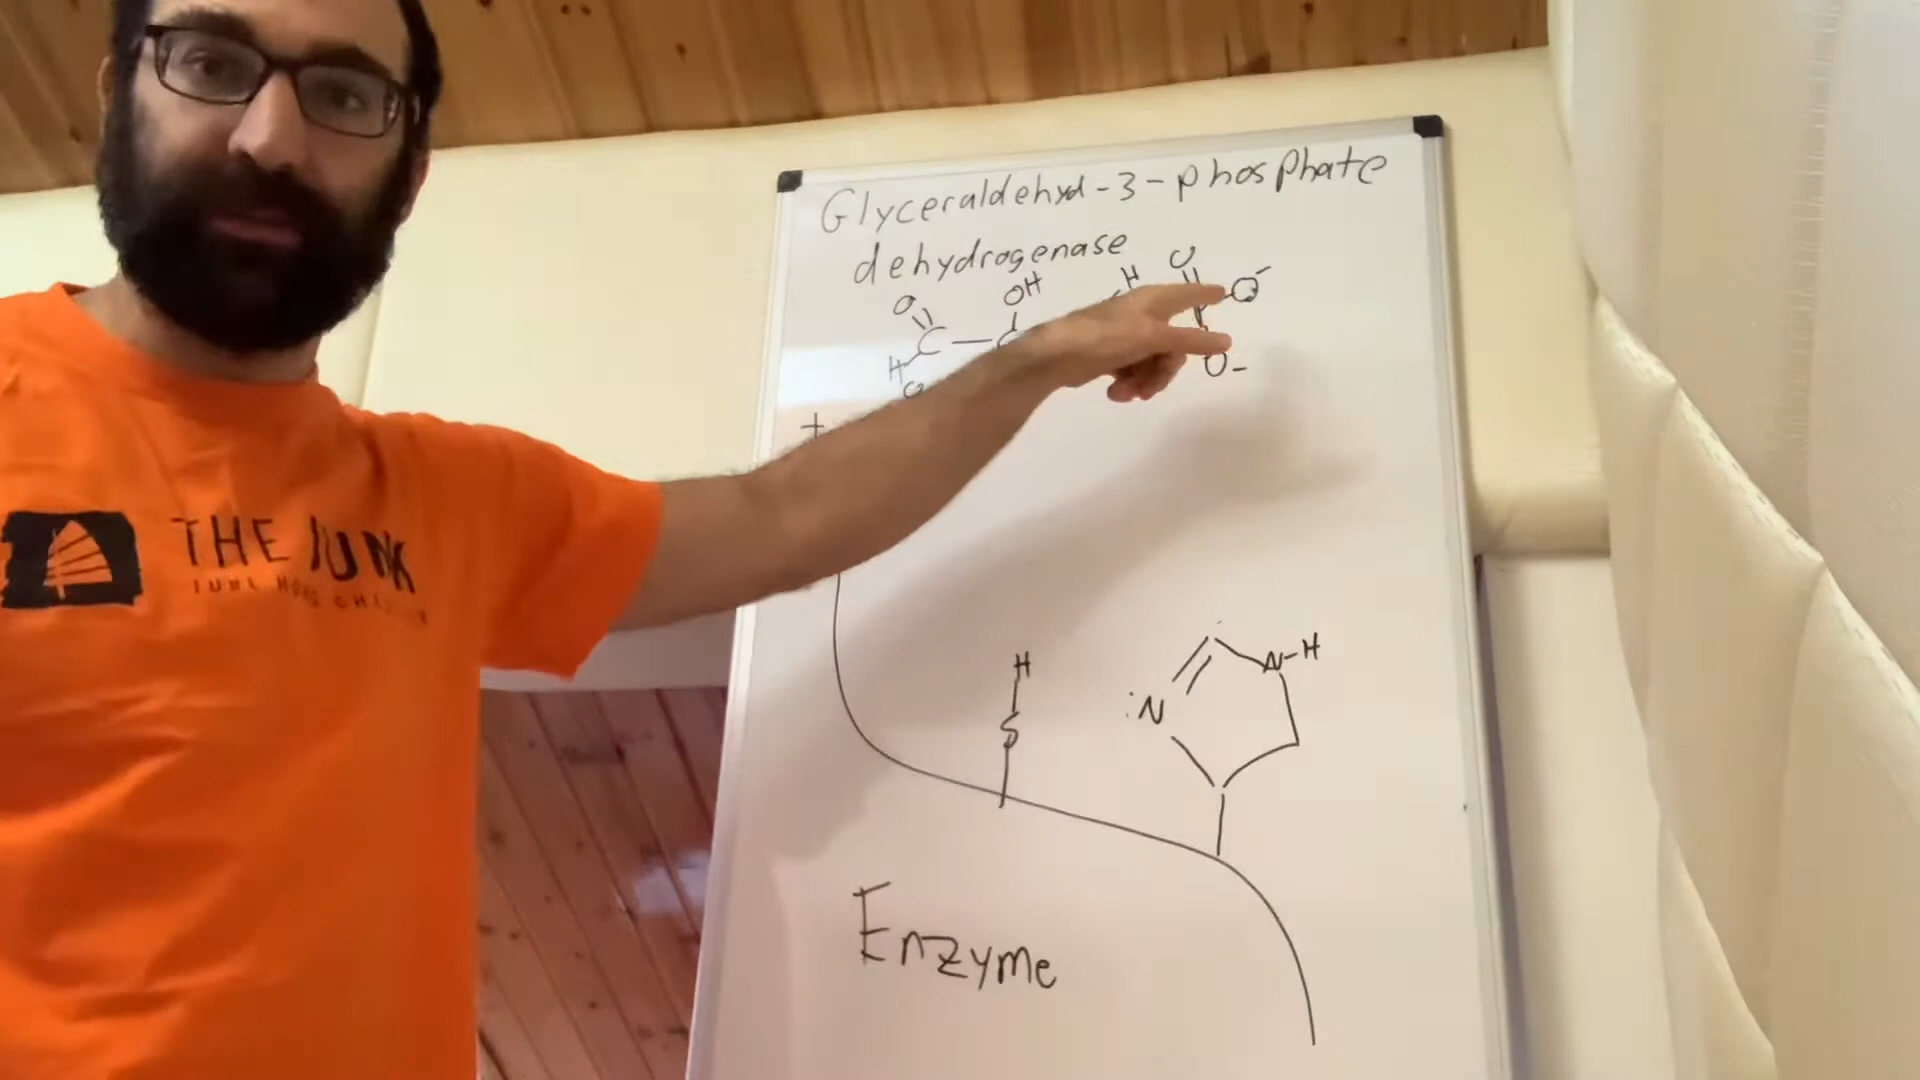 Glyceraldehyd-3-phosphate
dehydrogenase
O
OH
H
O
O-
C
C
H
O-
+
THE JUNK
H
S
N-H
:N
Enzyme